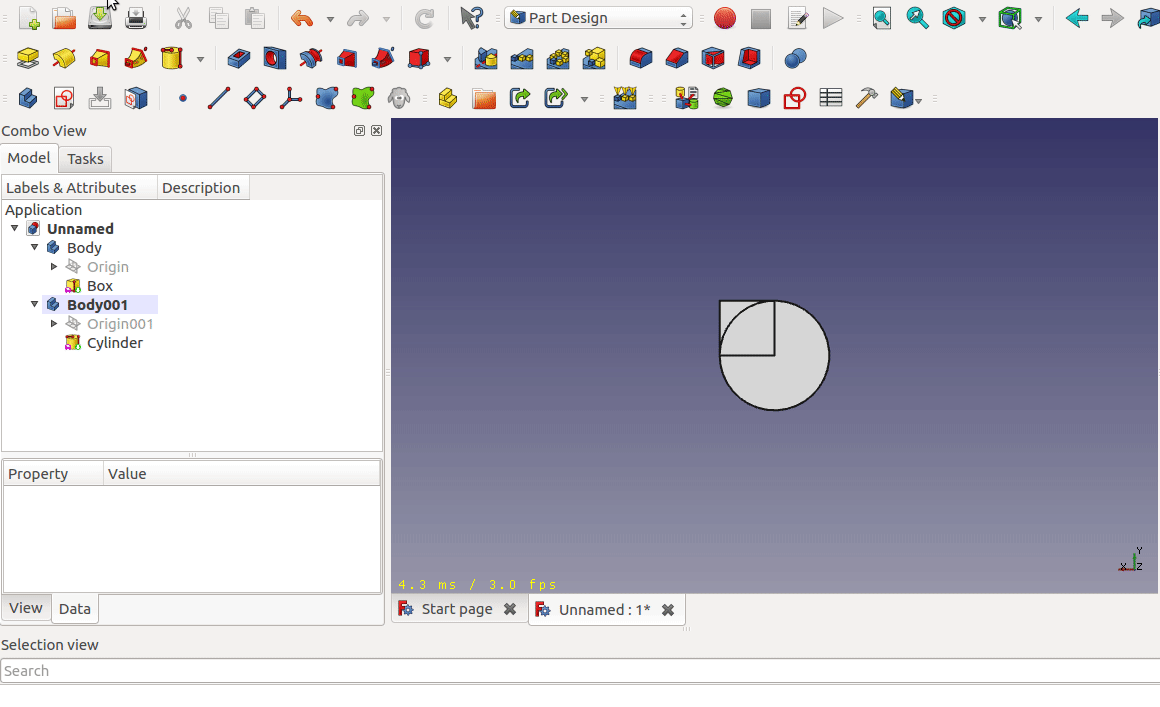 Part Design
Combo View
Model Tasks
Labels & Attributes Description
Application
Unnamed
Body
Origin
Box
Body001
Origin001
Cylinder
Property Value
4.3 ms / 3.0 fps
Y
X Z
View Data
Start page Unnamed : 1*
Selection view
Search